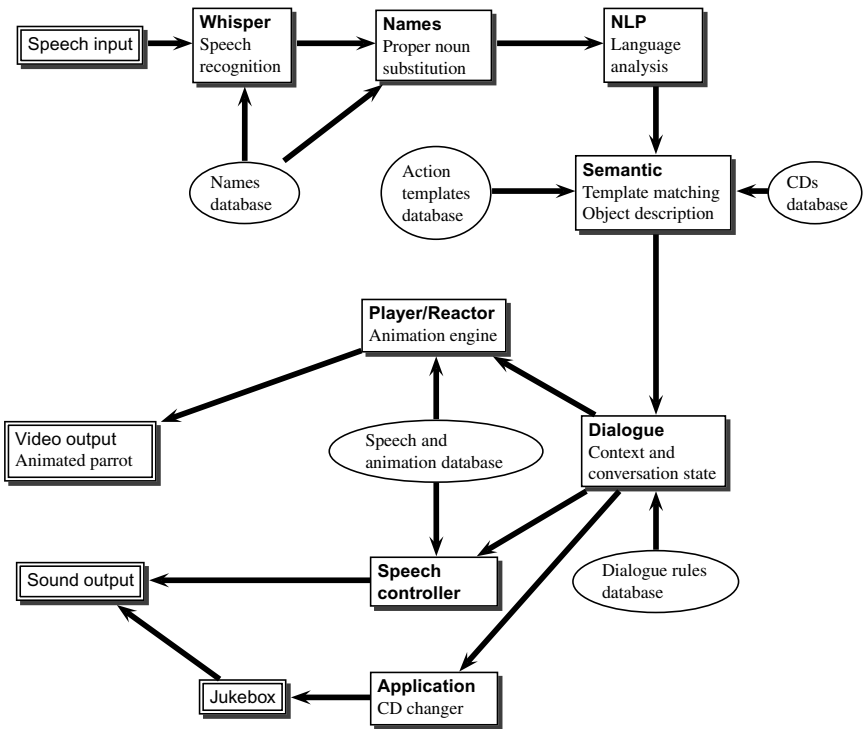 Speech input
Whisper
Speech
recognition
Names
Proper noun
substitution
NLP
Language
analysis
Names
database
Action
templates
database
Semantic
Template matching
Object description
CDs
database
Player/Reactor
Animation engine
Video output
Animated parrot
Speech and
animation database
Dialogue
Context and
conversation state
Sound output
Speech
controller
Dialogue rules
database
Jukebox
Application
CD changer